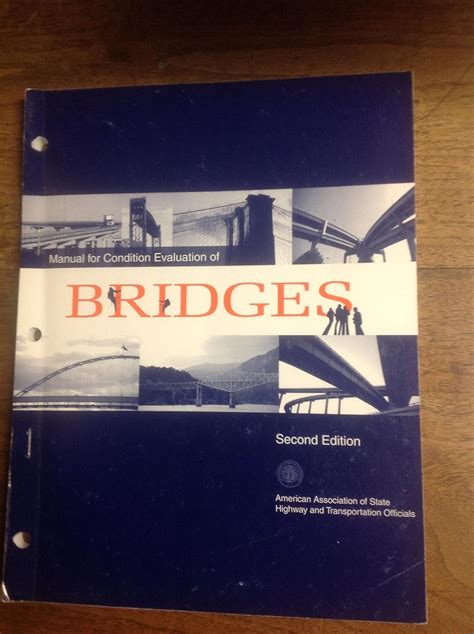 Manual for Condition Evaluation of
BRIDGES
Second Edition
American Association of State
Highway and Transportation Officials